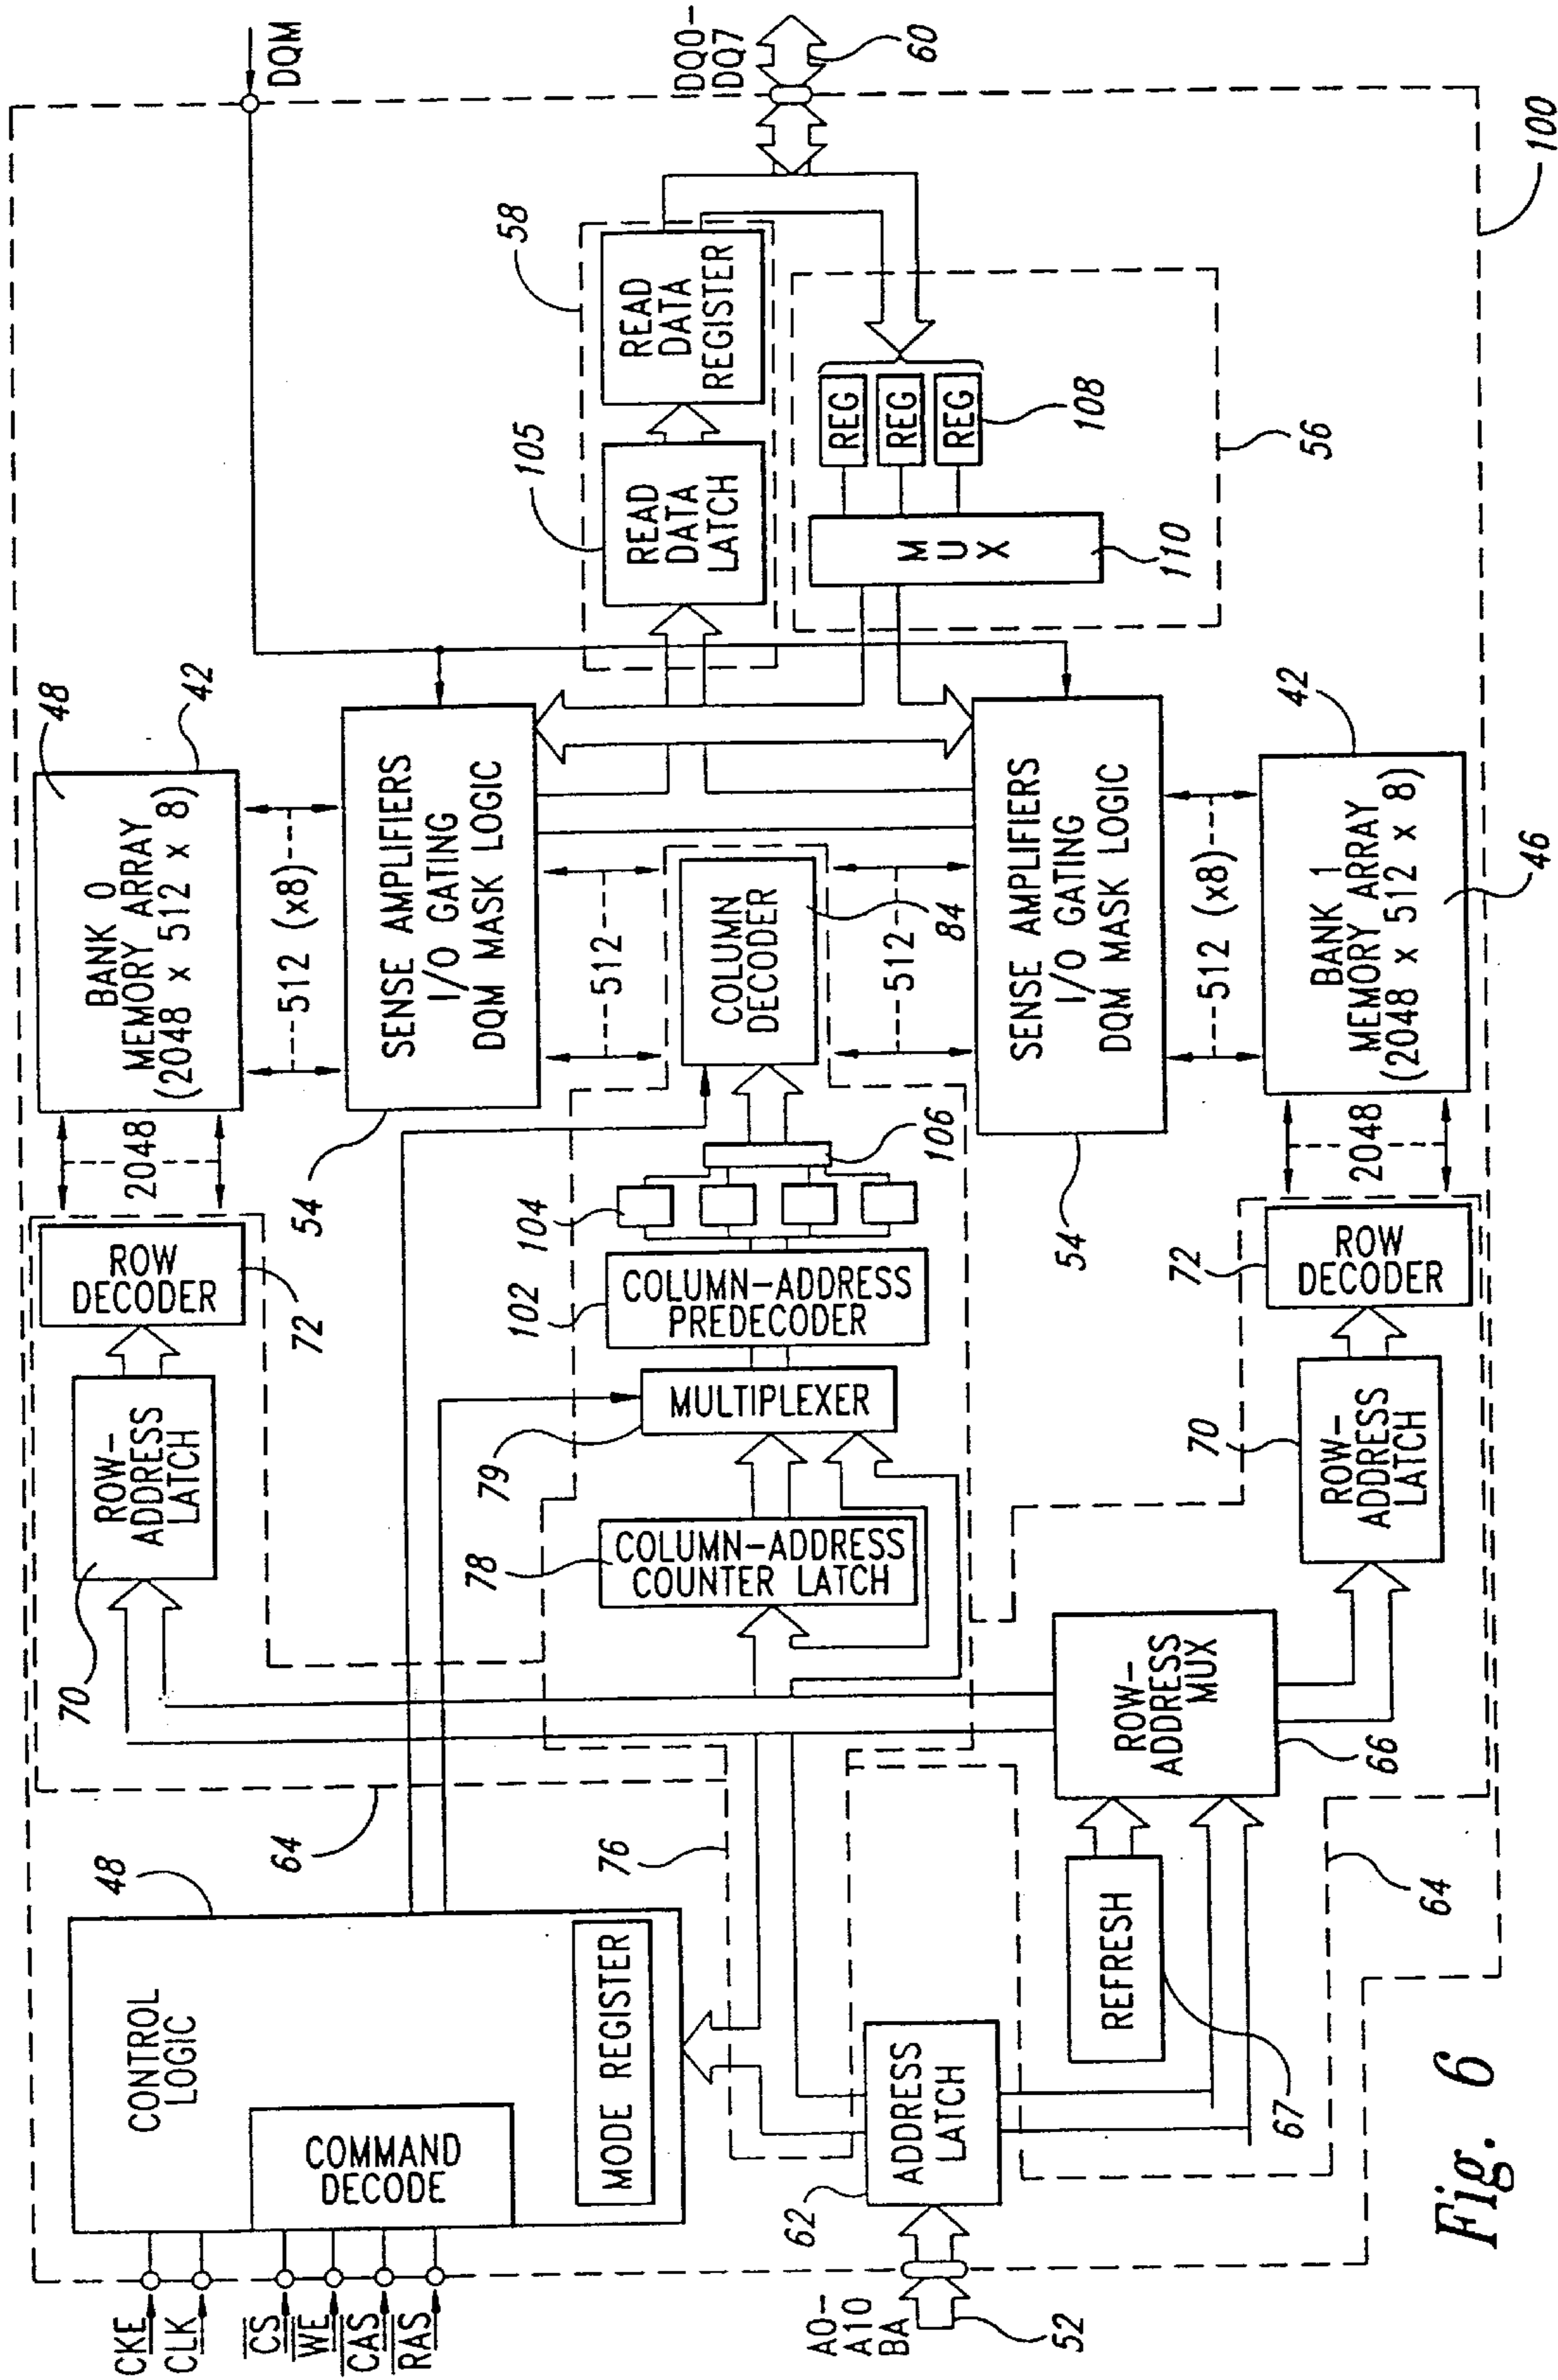 DQM
DQ0-
DQ7
60
100
58
READ
DATA
REGISTER
105
READ
DATA
LATCH
REG
REG
REG
108
56
MUX
110
48
42
BANK 0
MEMORY ARRAY
(2048 x 512 x 8)
512 (x8)
SENSE AMPLIFIERS
I/O GATING
DQM MASK LOGIC
54
512
COLUMN
DECODER
84
512
SENSE AMPLIFIERS
I/O GATING
DQM MASK LOGIC
54
512 (x8)
42
BANK 1
MEMORY ARRAY
(2048 x 512 x 8)
46
2048
2048
ROW
DECODER
72
ROW-
ADDRESS
LATCH
70
104
106
102
COLUMN-ADDRESS
PREDECODER
79
MULTIPLEXER
78
COLUMN-ADDRESS
COUNTER LATCH
72
ROW
DECODER
70
ROW-
ADDRESS
LATCH
ROW-
ADDRESS
MUX
66
64
76
64
48
CONTROL
LOGIC
COMMAND
DECODE
MODE REGISTER
REFRESH
67
ADDRESS
LATCH
62
CKE
CLK
CS
WE
CAS
RAS
A0-
A10
BA
52
Fig. 6